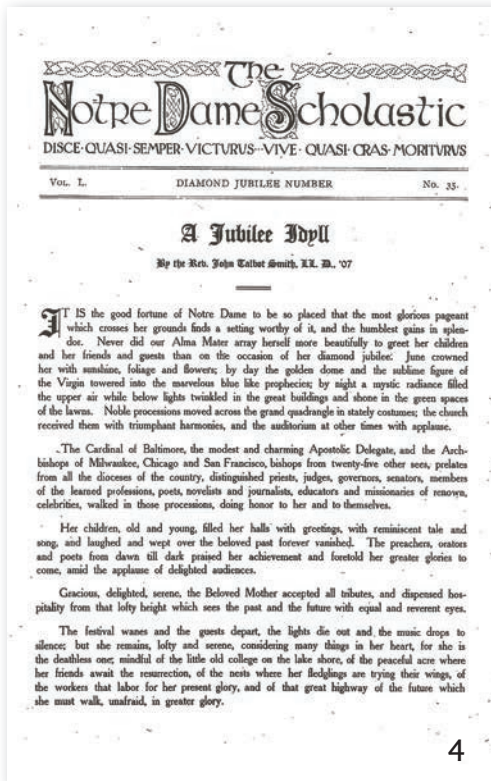 The
Notre Dame Scholastic
DISCE·QUASI·SEMPER·VICTURUS···VIVE·QUASI·CRAS·MORITURUS
VOL. L. DIAMOND JUBILEE NUMBER No. 35.
A Jubilee Idyll
By the Rev. John Talbot Smith, LL. D., '07
IT IS the good fortune of Notre Dame to be so placed that the most glorious pageant
which crosses her grounds finds a setting worthy of it, and the humblest gains in splen-
dor. Never did our Alma Mater array herself more beautifully to greet her children
and her friends and guests than on the occasion of her diamond jubilee: June crowned
her with sunshine, foliage and flowers; by day the golden dome and the sublime figure of
the Virgin towered into the marvelous blue like prophecies; by night a mystic radiance filled
the upper air while below lights twinkled in the great buildings and shone in the green spaces
of the lawns. Noble processions moved across the grand quadrangle in stately costumes; the church
received them with triumphant harmonies, and the auditorium at other times with applause.
The Cardinal of Baltimore, the modest and charming Apostolic Delegate, and the Arch-
bishops of Milwaukee, Chicago and San Francisco, bishops from twenty-five other sees, prelates
from all the dioceses of the country, distinguished priests, judges, governors, senators, members
of the learned professions, poets, novelists and journalists, educators and missionaries of renown,
celebrities, walked in those processions, doing honor to her and to themselves.
Her children, old and young, filled her halls with greetings, with reminiscent tale and
song, and laughed and wept over the beloved past forever vanished. The preachers, orators
and poets from dawn till dark praised her achievement and foretold her greater glories to
come, amid the applause of delighted audiences.
Gracious, delighted, serene, the Beloved Mother accepted all tributes, and dispensed hos-
pitality from that lofty height which sees the past and the future with equal and reverent eyes.
The festival wanes and the guests depart, the lights die out and the music drops to
silence; but she remains, lofty and serene, considering many things in her heart, for she is
the deathless one; mindful of the little old college on the lake shore, of the peaceful acre where
her friends await the resurrection, of the nests where her fledglings are trying their wings, of
the workers that labor for her present glory, and of that great highway of the future which
she must walk, unafraid, in greater glory.
4